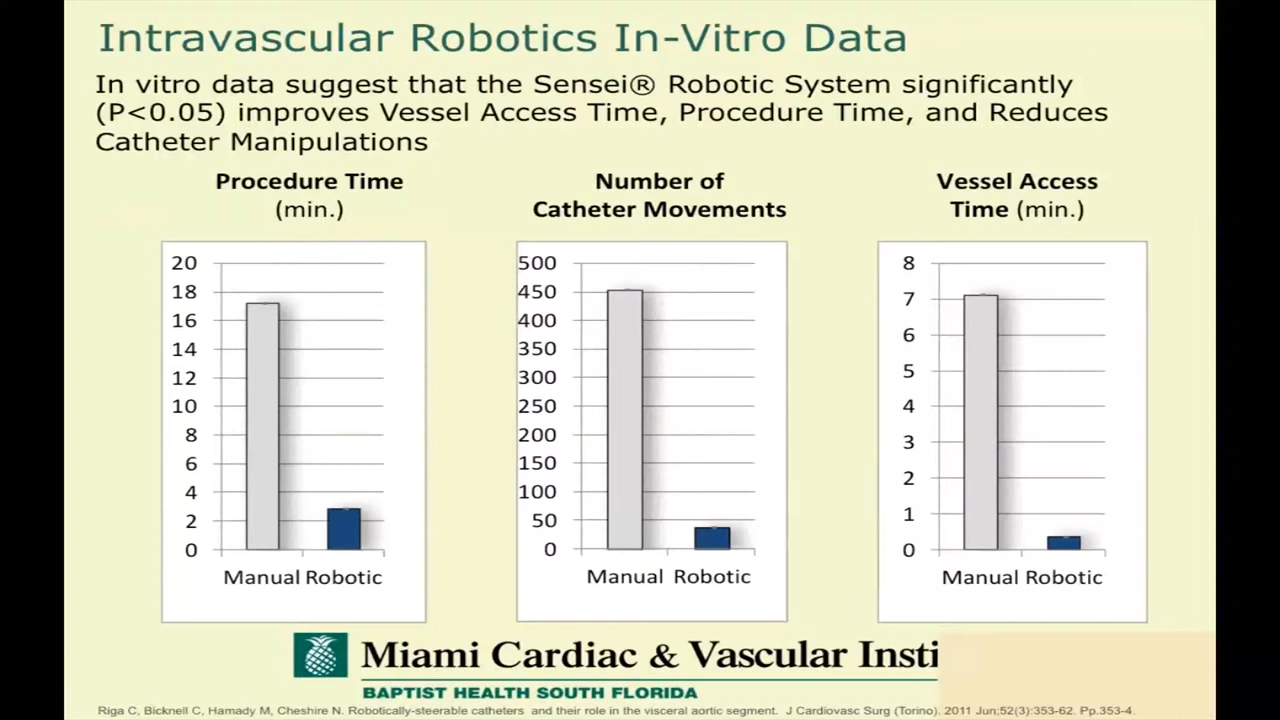 Intravascular Robotics In-Vitro Data
In vitro data suggest that the Sensei® Robotic System significantly
(P<0.05) improves Vessel Access Time, Procedure Time, and Reduces
Catheter Manipulations
Procedure Time
(min.)
20
18
16
14
12
10
8
6
4
2
0
Manual Robotic
Number of
Catheter Movements
500
450
400
350
300
250
200
150
100
50
0
Manual Robotic
Vessel Access
Time (min.)
8
7
6
5
4
3
2
1
0
Manual Robotic
Miami Cardiac & Vascular Insti
BAPTIST HEALTH SOUTH FLORIDA
Riga C, Bicknell C, Hamady M, Cheshire N. Robotically-steerable catheters and their role in the visceral aortic segment. J Cardiovasc Surg (Torino). 2011 Jun;52(3):353-62. Pp.353-4.